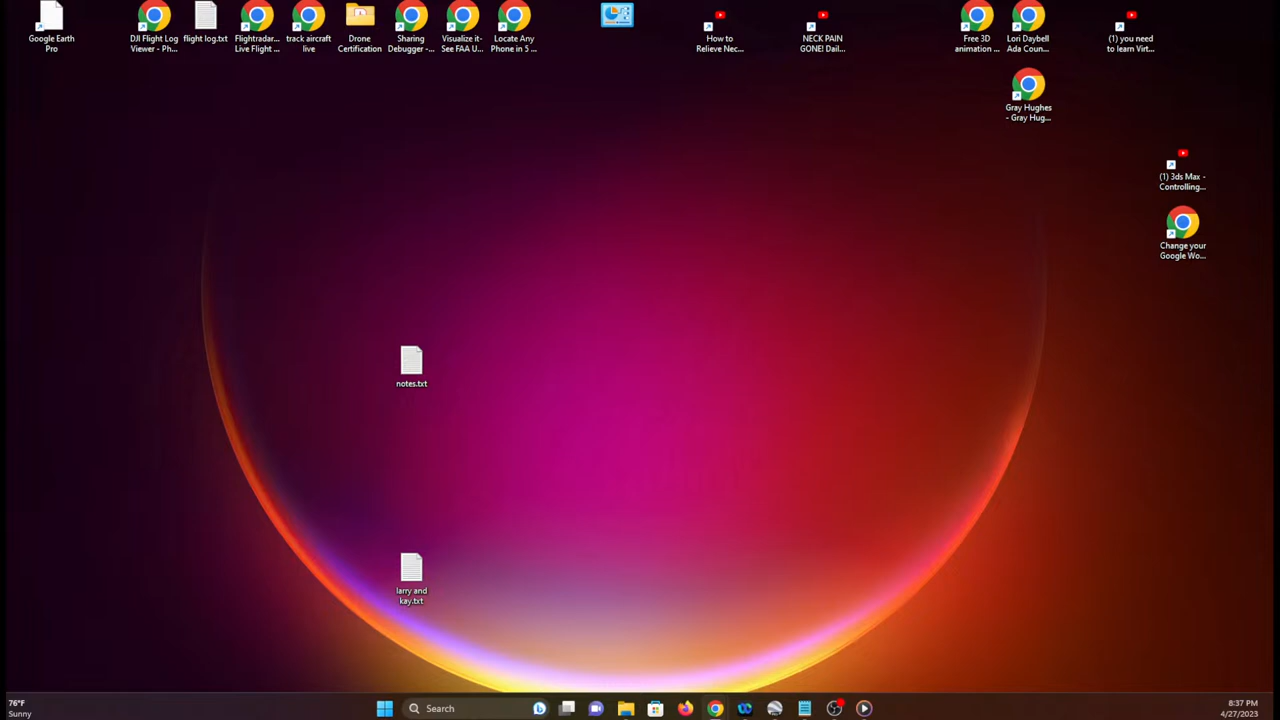 Google Earth
Pro
DJI Flight Log
Viewer - Ph...
flight log.txt
Flightradar...
Live Flight ...
track aircraft
live
Drone
Certification
Sharing
Debugger -...
Visualize it-
See FAA U...
Locate Any
Phone in 5 ...
How to
Relieve Nec...
NECK PAIN
GONE! Dail...
Free 3D
animation ...
Lori Daybell
Ada Coun...
(1) you need
to learn Virt...
Gray Hughes
- Gray Hug...
(1) 3ds Max -
Controlling...
Change your
Google Wo...
notes.txt
larry and
kay.txt
76°F
Sunny
Search
8:37 PM
4/27/2023